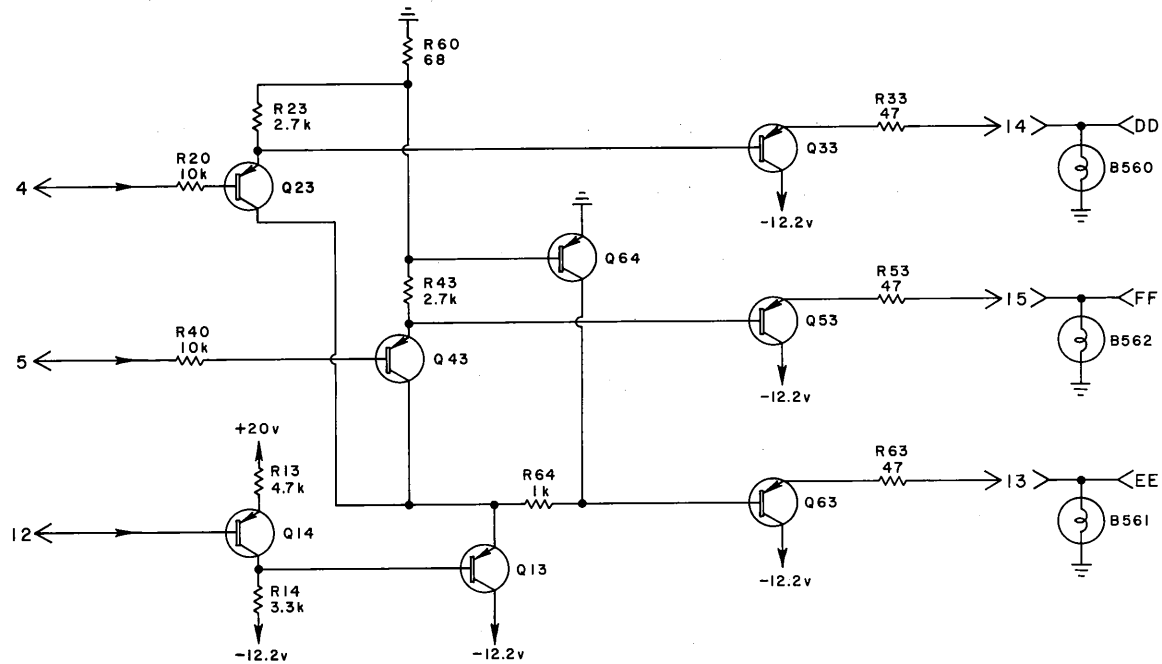 R60
68
R23
2.7k
R33
47
14
DD
R20
10k
4
Q23
Q33
B560
-12.2v
Q64
R43
2.7k
R53
47
15
FF
R40
10k
5
Q43
Q53
B562
-12.2v
+20v
R13
4.7k
R64
1k
R63
47
13
EE
12
Q14
Q63
B561
Q13
R14
3.3k
-12.2v
-12.2v
-12.2v